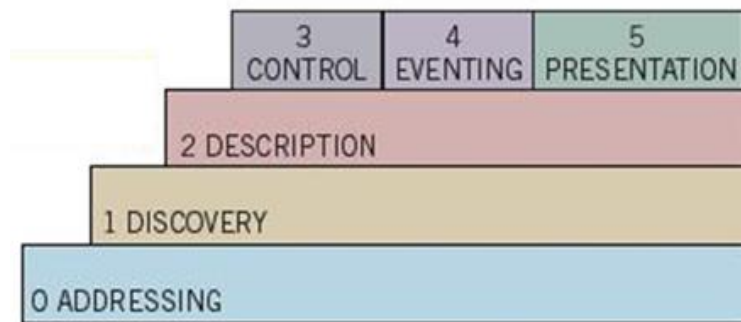 3
CONTROL
4
EVENTING
5
PRESENTATION
2 DESCRIPTION
1 DISCOVERY
0 ADDRESSING